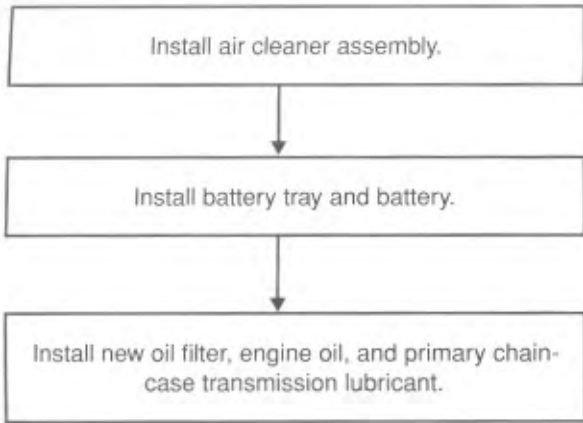 Install air cleaner assembly.
Install battery tray and battery.
Install new oil filter, engine oil, and primary chain-
case transmission lubricant.